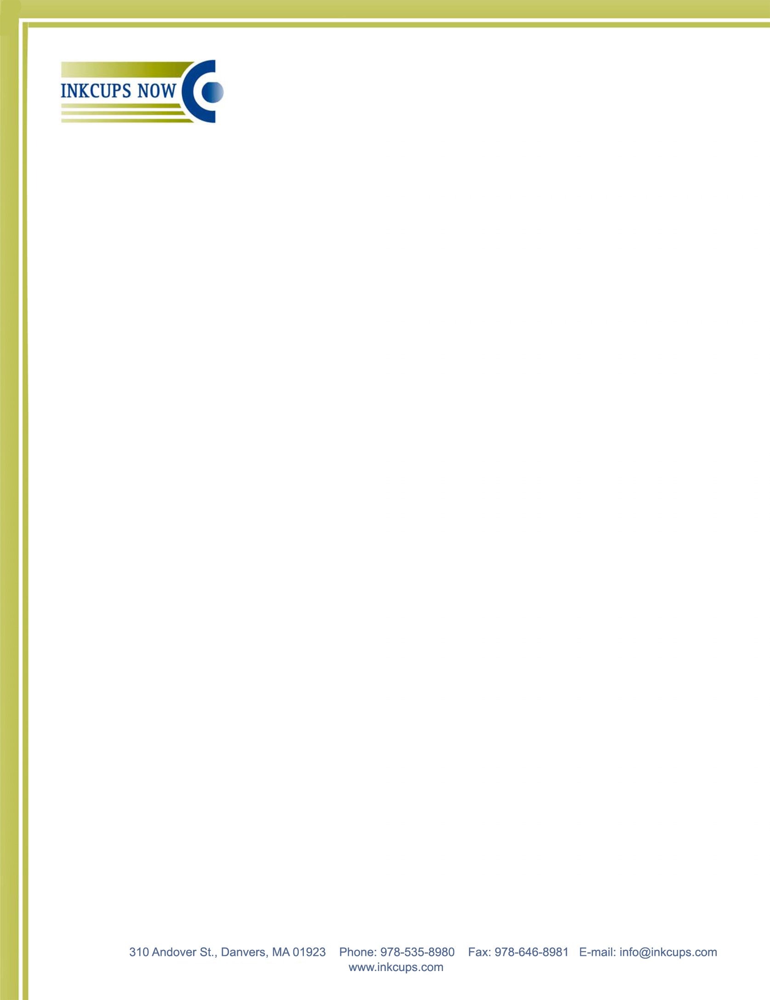 INKCUPS NOW
310 Andover St., Danvers, MA 01923 Phone: 978-535-8980 Fax: 978-646-8981 E-mail: info@inkcups.com
www.inkcups.com